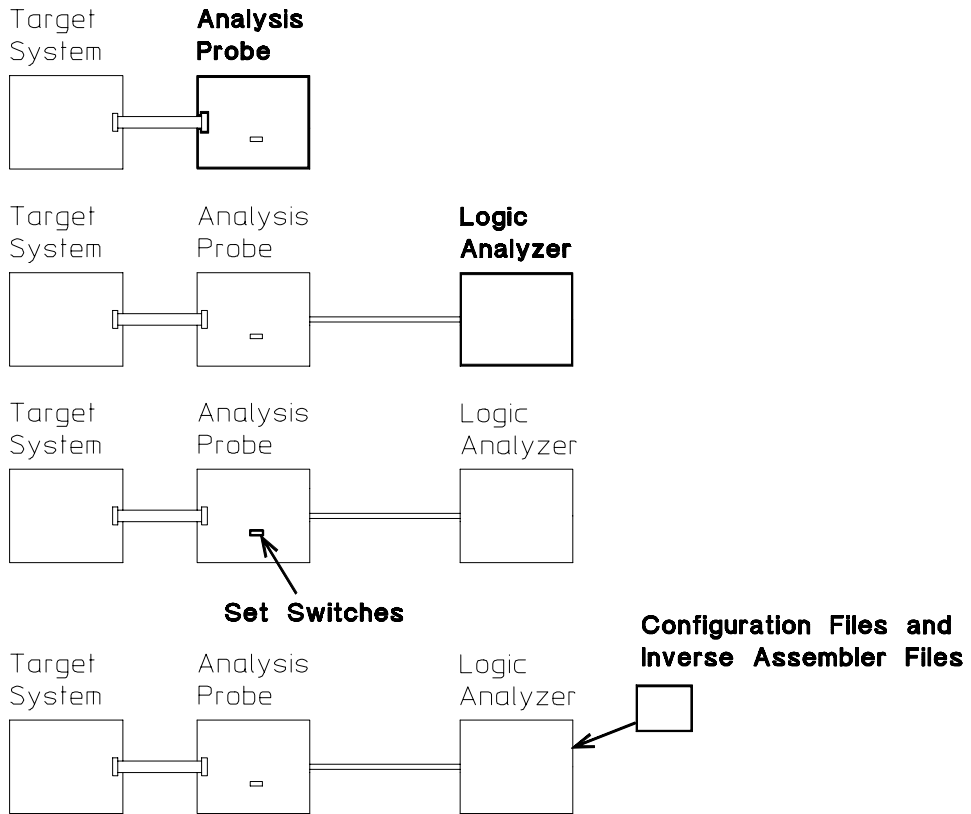 Target
System
Analysis
Probe
Target
System
Analysis
Probe
Logic
Analyzer
Target
System
Analysis
Probe
Logic
Analyzer
Set Switches
Configuration Files and
Inverse Assembler Files
Target
System
Analysis
Probe
Logic
Analyzer